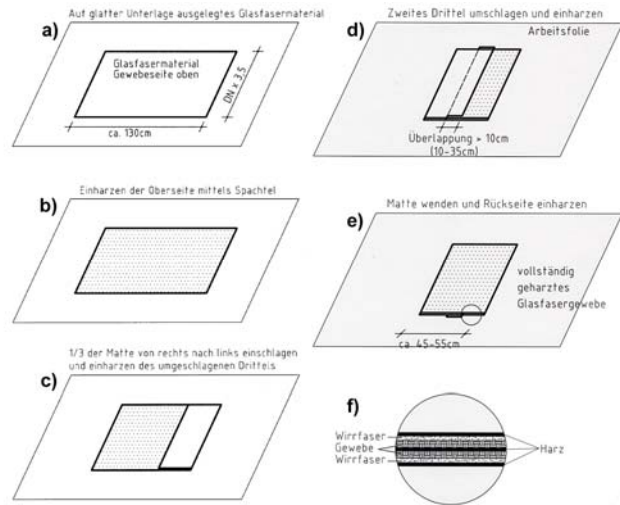 Auf glatter Unterlage ausgelegtes Glasfasermaterial
a)
Glasfasermaterial
Gewebeseite oben
DN x 3,5
ca. 130cm
Einharzen der Oberseite mittels Spachtel
b)
1/3 der Matte von rechts nach links einschlagen
und einharzen des umgeschlagenen Drittels
c)
Zweites Drittel umschlagen und einharzen
d)
Arbeitsfolie
Überlappung > 10cm
(10-35cm)
Matte wenden und Rückseite einharzen
e)
vollständig
geharztes
Glasfasergewebe
ca. 45-55cm
f)
Wirrfaser
Gewebe
Wirrfaser
Harz